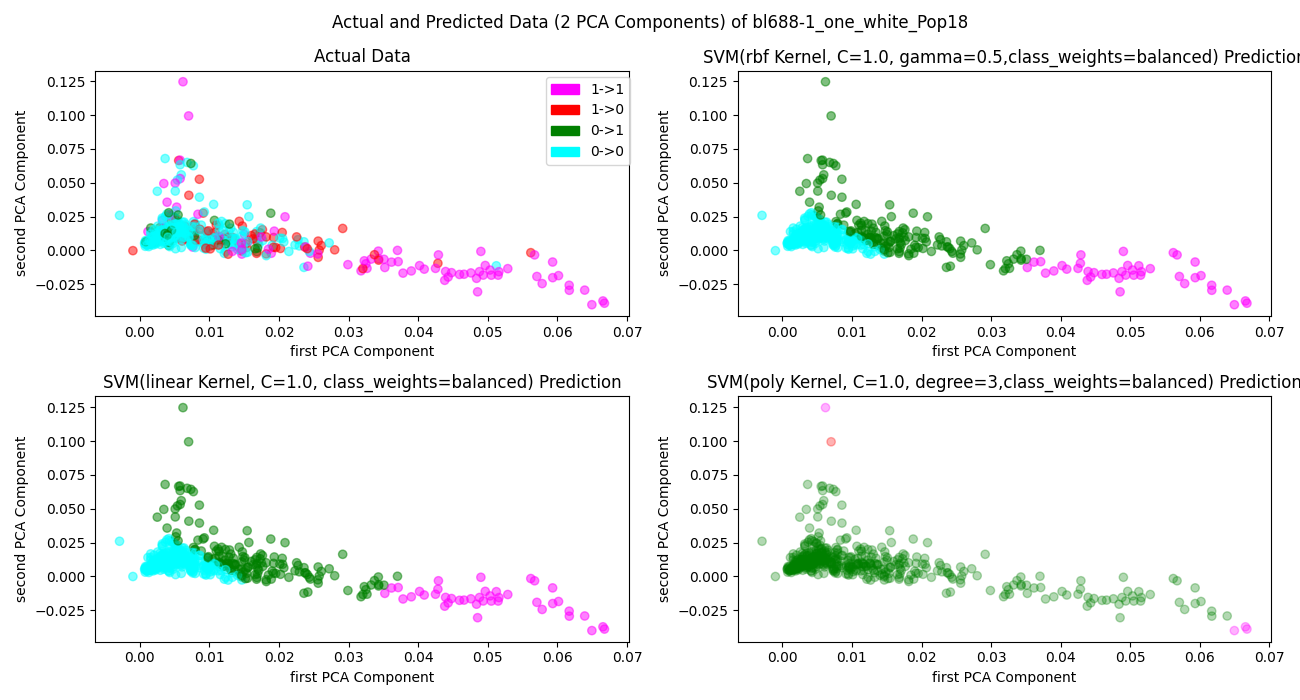 Actual and Predicted Data (2 PCA Components) of bl688-1_one_white_Pop18
Actual Data
0.125
0.100
0.075
0.050
0.025
0.000
−0.025
second PCA Component
1->1
1->0
0->1
0->0
0.00 0.01 0.02 0.03 0.04 0.05 0.06 0.07
first PCA Component
SVM(rbf Kernel, C=1.0, gamma=0.5,class_weights=balanced) Prediction
0.125
0.100
0.075
0.050
0.025
0.000
−0.025
second PCA Component
0.00 0.01 0.02 0.03 0.04 0.05 0.06 0.07
first PCA Component
SVM(linear Kernel, C=1.0, class_weights=balanced) Prediction
0.125
0.100
0.075
0.050
0.025
0.000
−0.025
second PCA Component
0.00 0.01 0.02 0.03 0.04 0.05 0.06 0.07
first PCA Component
SVM(poly Kernel, C=1.0, degree=3,class_weights=balanced) Prediction
0.125
0.100
0.075
0.050
0.025
0.000
−0.025
second PCA Component
0.00 0.01 0.02 0.03 0.04 0.05 0.06 0.07
first PCA Component